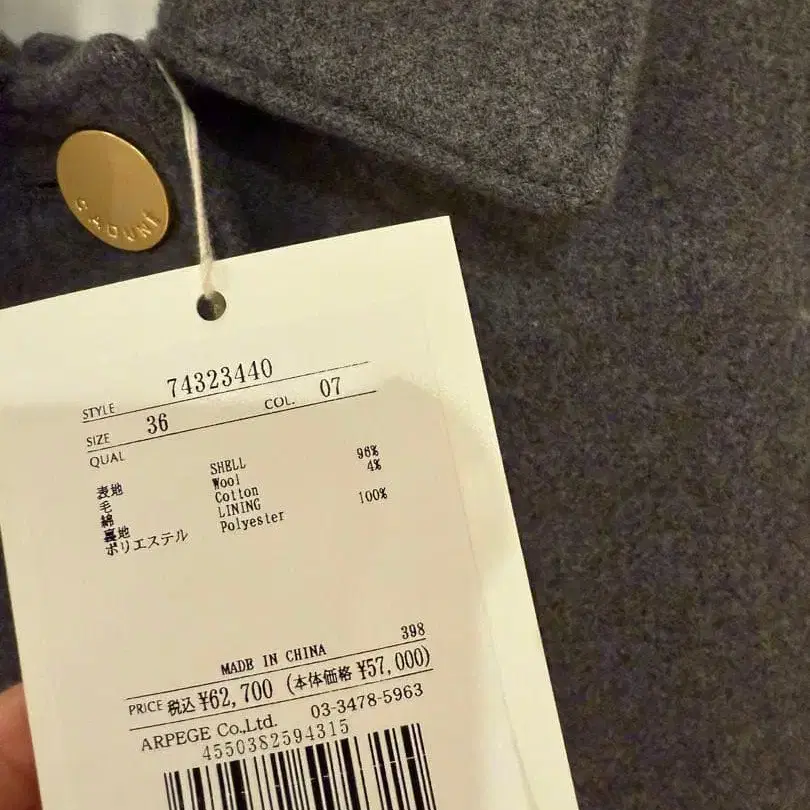 CADUNÉ
STYLE 74323440
SIZE 36 COL. 07
QUAL
表地 SHELL
毛 Wool 96%
綿 Cotton 4%
裏地 LINING
ポリエステル Polyester 100%
398
MADE IN CHINA
PRICE 税込 ¥62,700 (本体価格 ¥57,000)
ARPEGE Co.,Ltd. 03-3478-5963
4550382594315